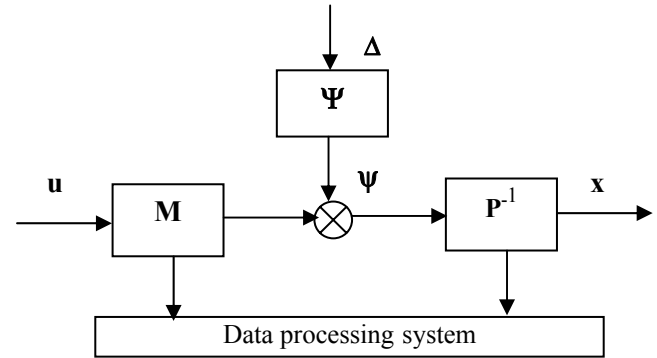 Δ
Ψ
u
ψ
x
M
P⁻¹
Data processing system